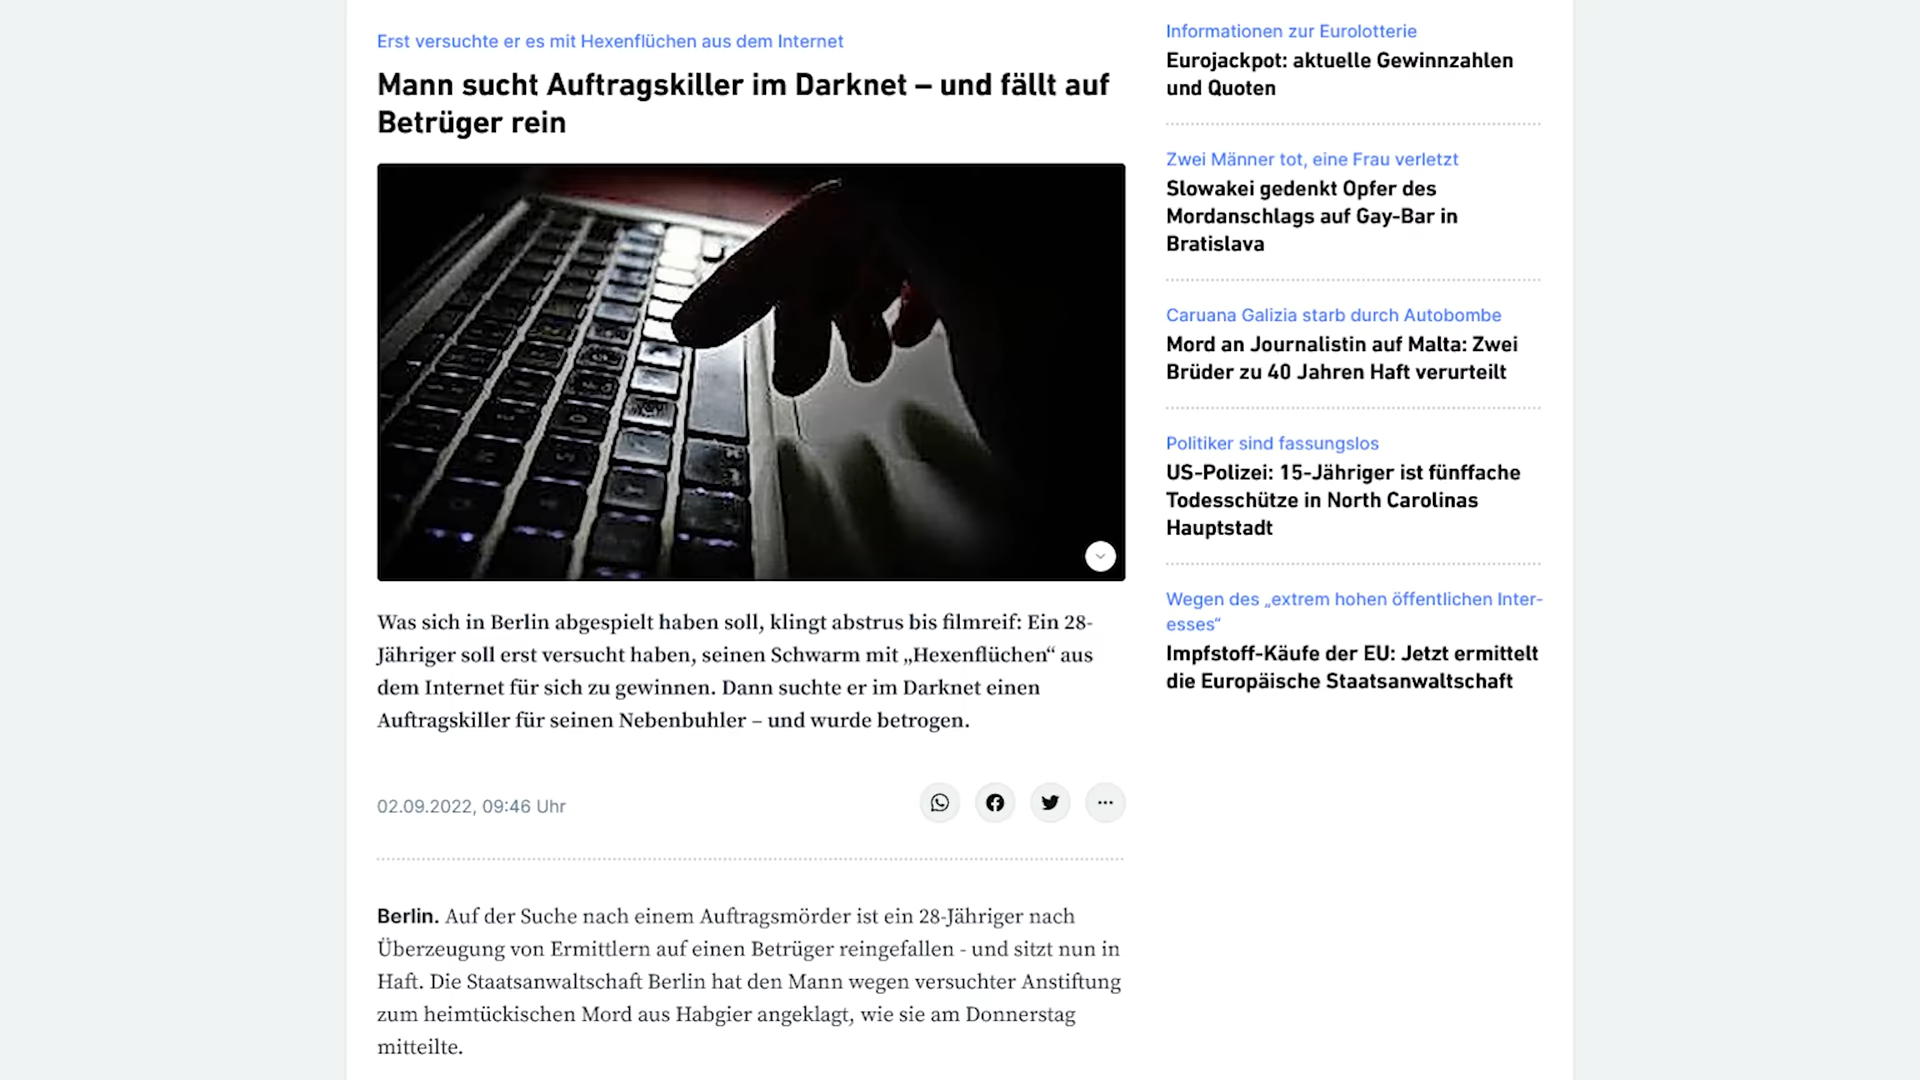 Erst versuchte er es mit Hexenflüchen aus dem Internet
Mann sucht Auftragskiller im Darknet – und fällt auf
Betrüger rein
Was sich in Berlin abgespielt haben soll, klingt abstrus bis filmreif: Ein 28-
Jähriger soll erst versucht haben, seinen Schwarm mit „Hexenflüchen“ aus
dem Internet für sich zu gewinnen. Dann suchte er im Darknet einen
Auftragskiller für seinen Nebenbuhler – und wurde betrogen.
02.09.2022, 09:46 Uhr
Berlin. Auf der Suche nach einem Auftragsmörder ist ein 28-Jähriger nach
Überzeugung von Ermittlern auf einen Betrüger reingefallen - und sitzt nun in
Haft. Die Staatsanwaltschaft Berlin hat den Mann wegen versuchter Anstiftung
zum heimtückischen Mord aus Habgier angeklagt, wie sie am Donnerstag
mitteilte.
Informationen zur Eurolotterie
Eurojackpot: aktuelle Gewinnzahlen
und Quoten
Zwei Männer tot, eine Frau verletzt
Slowakei gedenkt Opfer des
Mordanschlags auf Gay-Bar in
Bratislava
Caruana Galizia starb durch Autobombe
Mord an Journalistin auf Malta: Zwei
Brüder zu 40 Jahren Haft verurteilt
Politiker sind fassungslos
US-Polizei: 15-Jähriger ist fünffache
Todesschütze in North Carolinas
Hauptstadt
Wegen des „extrem hohen öffentlichen Inter-
esses“
Impfstoff-Käufe der EU: Jetzt ermittelt
die Europäische Staatsanwaltschaft